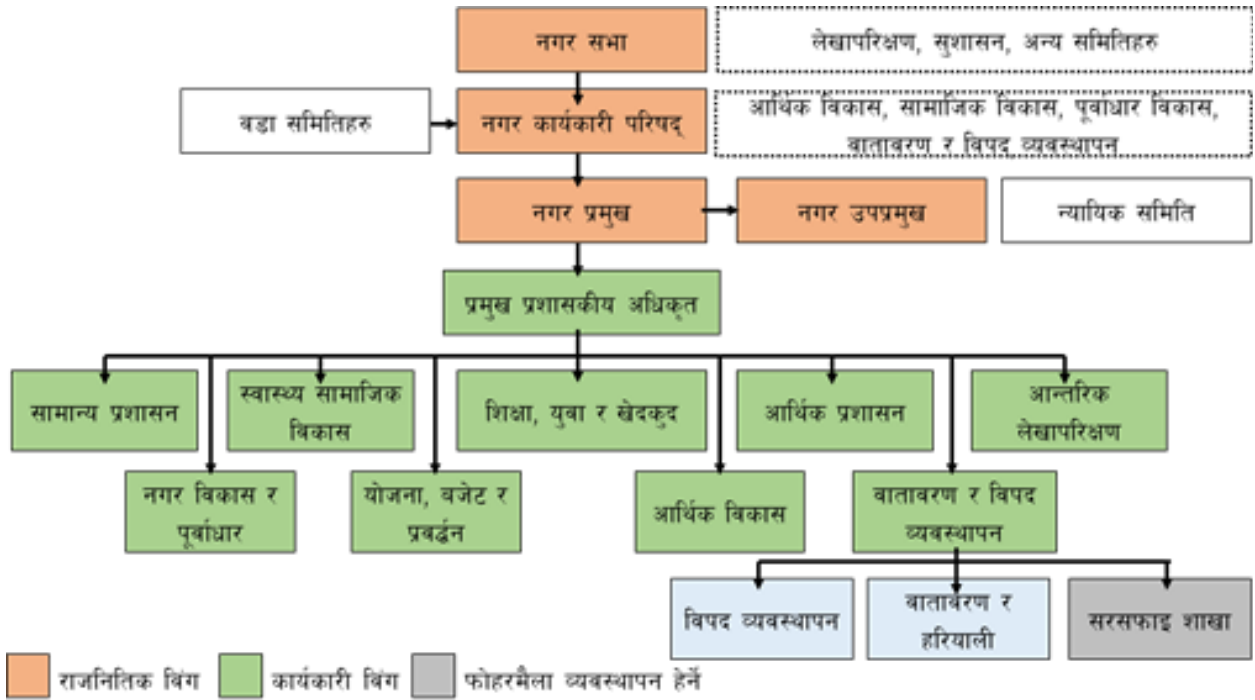 नगर सभा
लेखापरिक्षण, सुशासन, अन्य समितिहरु
वडा समितिहरु
नगर कार्यकारी परिषद्
आर्थिक विकास, सामाजिक विकास, पूर्वाधार विकास,
वातावरण र विपद व्यवस्थापन
नगर प्रमुख
नगर उपप्रमुख
न्यायिक समिति
प्रमुख प्रशासकीय अधिकृत
सामान्य प्रशासन
स्वास्थ्य सामाजिक
विकास
शिक्षा, युवा र खेदकुद
आर्थिक प्रशासन
आन्तरिक
लेखापरिक्षण
नगर विकास र
पूर्वाधार
योजना, बजेट र
प्रवर्द्धन
आर्थिक विकास
वातावरण र विपद
व्यवस्थापन
विपद व्यवस्थापन
वातावरण र
हरियाली
सरसफाइ शाखा
राजनितिक विंग
कार्यकारी विंग
फोहरमैला व्यवस्थापन हेर्ने